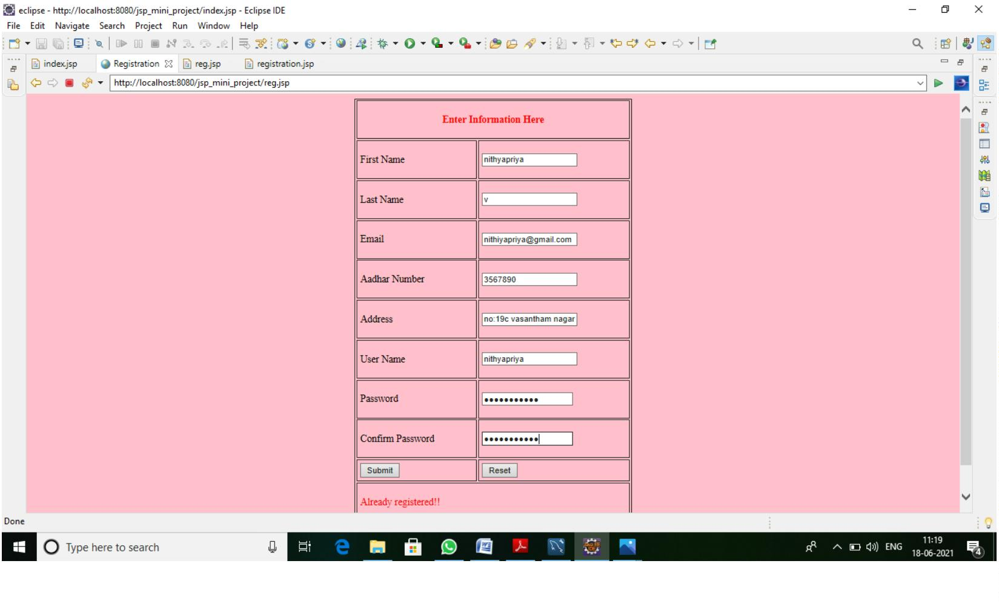 eclipse - http://localhost:8080/jsp_mini_project/index.jsp - Eclipse IDE
File Edit Navigate Search Project Run Window Help
index.jsp Registration reg.jsp registration.jsp
http://localhost:8080/jsp_mini_project/reg.jsp
Enter Information Here
First Name nithyapriya
Last Name v
Email nithiyapriya@gmail.com
Aadhar Number 3567890
Address no:19c vasantham nagar
User Name nithyapriya
Password •••••••••••
Confirm Password •••••••••••
Submit Reset
Already registered!!
Done
Type here to search
ENG
11:19
18-06-2021
4